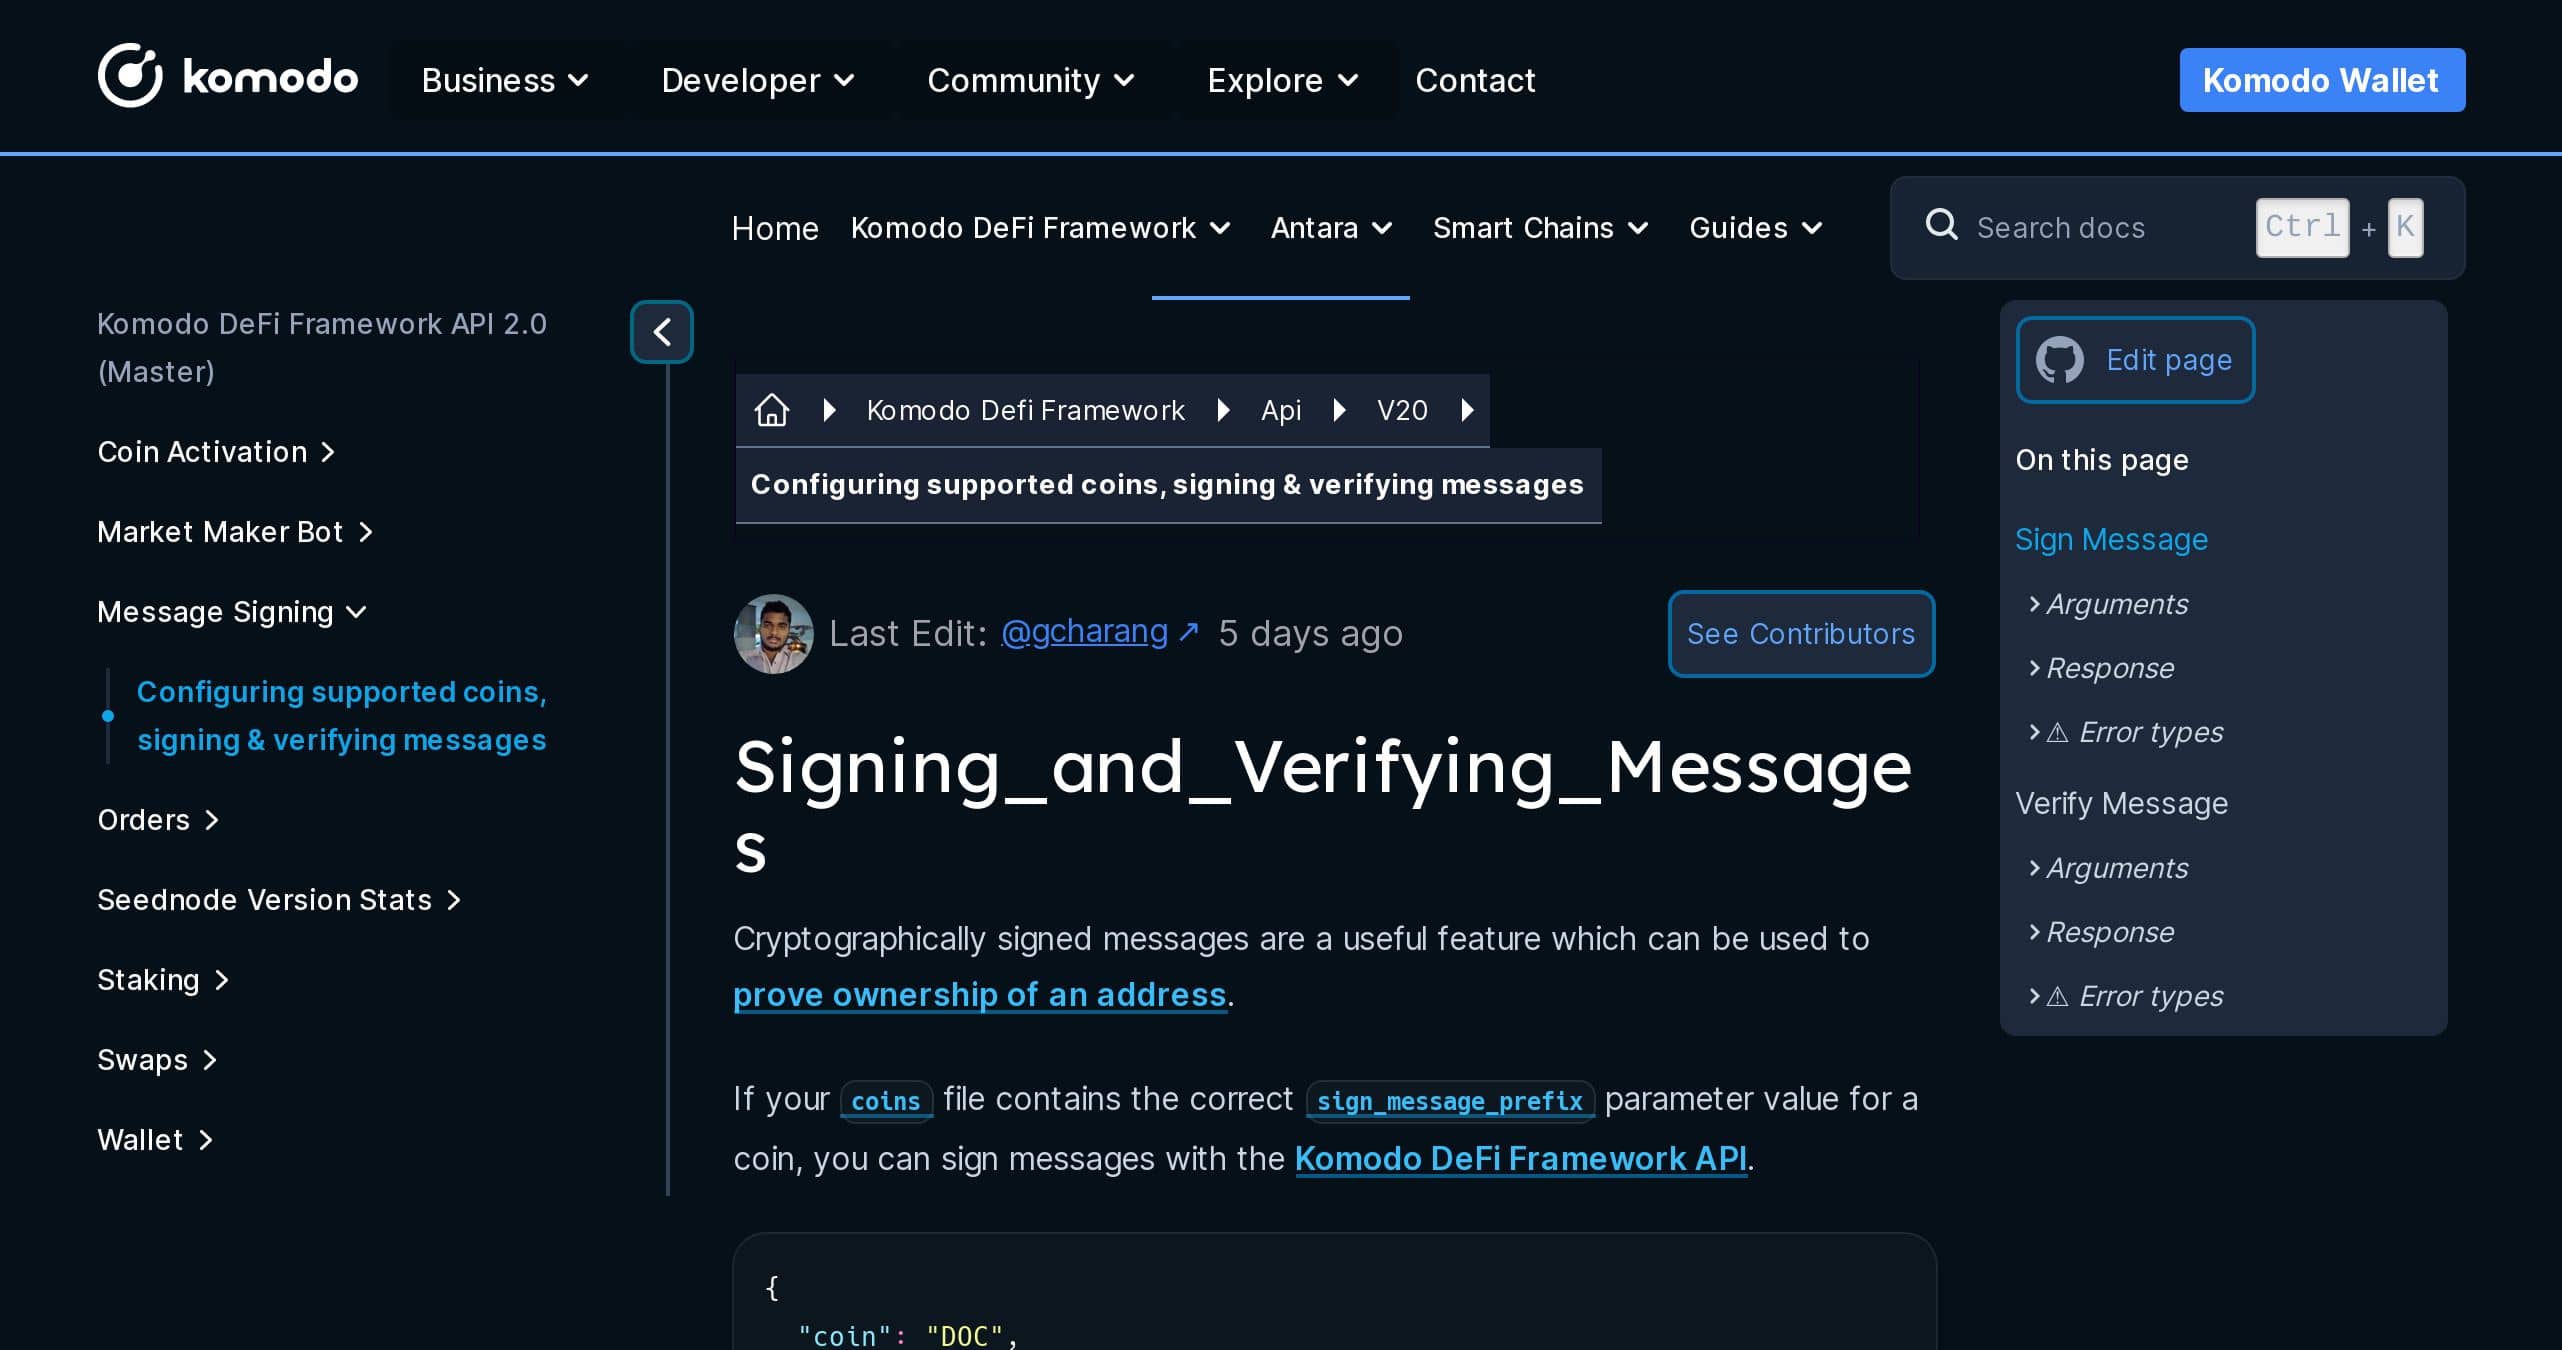 komodo
Business
Developer
Community
Explore
Contact
Komodo Wallet
Home
Komodo DeFi Framework
Antara
Smart Chains
Guides
Search docs
Ctrl + K
Komodo DeFi Framework API 2.0
(Master)
Coin Activation
Market Maker Bot
Message Signing
Configuring supported coins,
signing & verifying messages
Orders
Seednode Version Stats
Staking
Swaps
Wallet
Komodo Defi Framework
Api
V20
Configuring supported coins, signing & verifying messages
Last Edit: @gcharang ↗ 5 days ago
See Contributors
Signing_and_Verifying_Message
s
Cryptographically signed messages are a useful feature which can be used to
prove ownership of an address.
If your coins file contains the correct sign_message_prefix parameter value for a
coin, you can sign messages with the Komodo DeFi Framework API.
{
"coin": "DOC",
Edit page
On this page
Sign Message
Arguments
Response
⚠ Error types
Verify Message
Arguments
Response
⚠ Error types